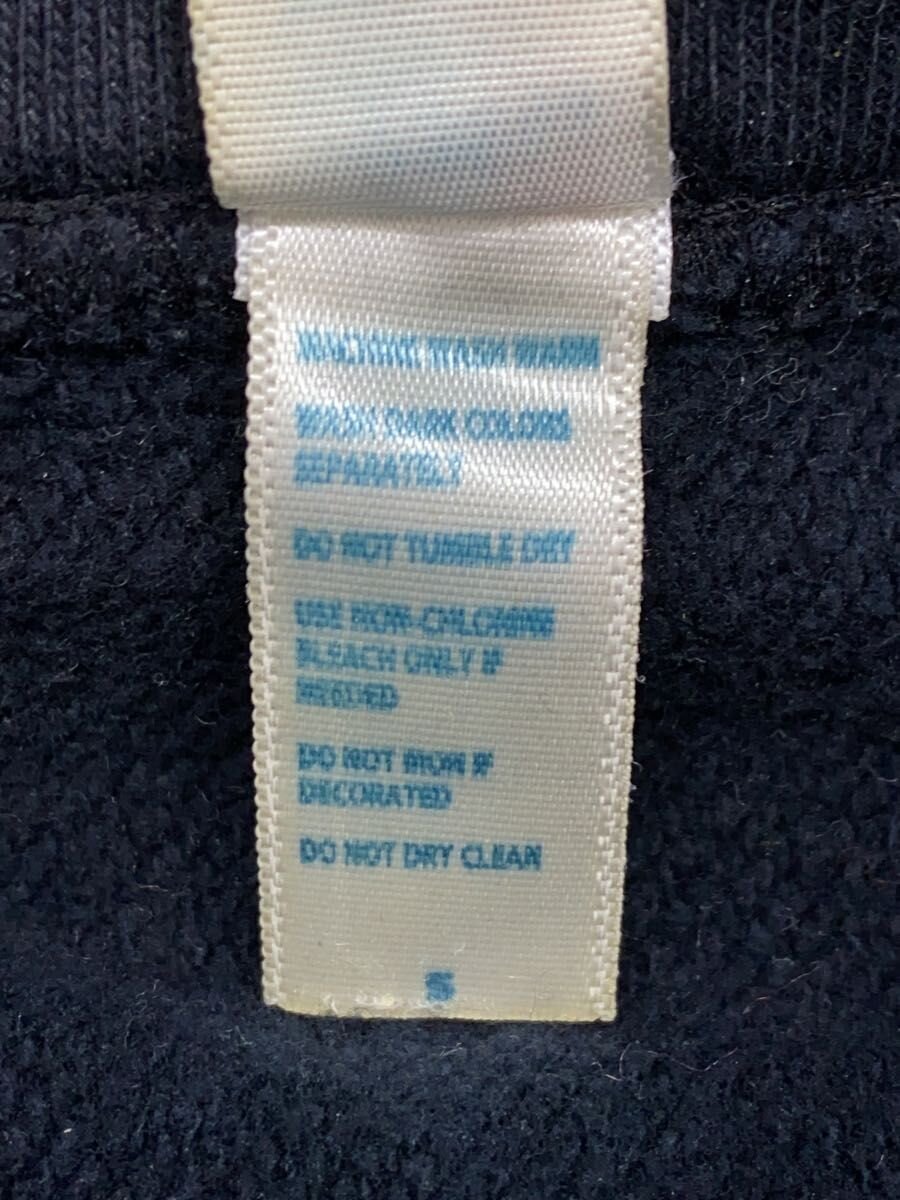 MACHINE WASH WARM
WASH DARK COLORS
SEPARATELY
DO NOT TUMBLE DRY
USE NON-CHLORINE
BLEACH ONLY IF
NEEDED
DO NOT IRON IF
DECORATED
DO NOT DRY CLEAN
S